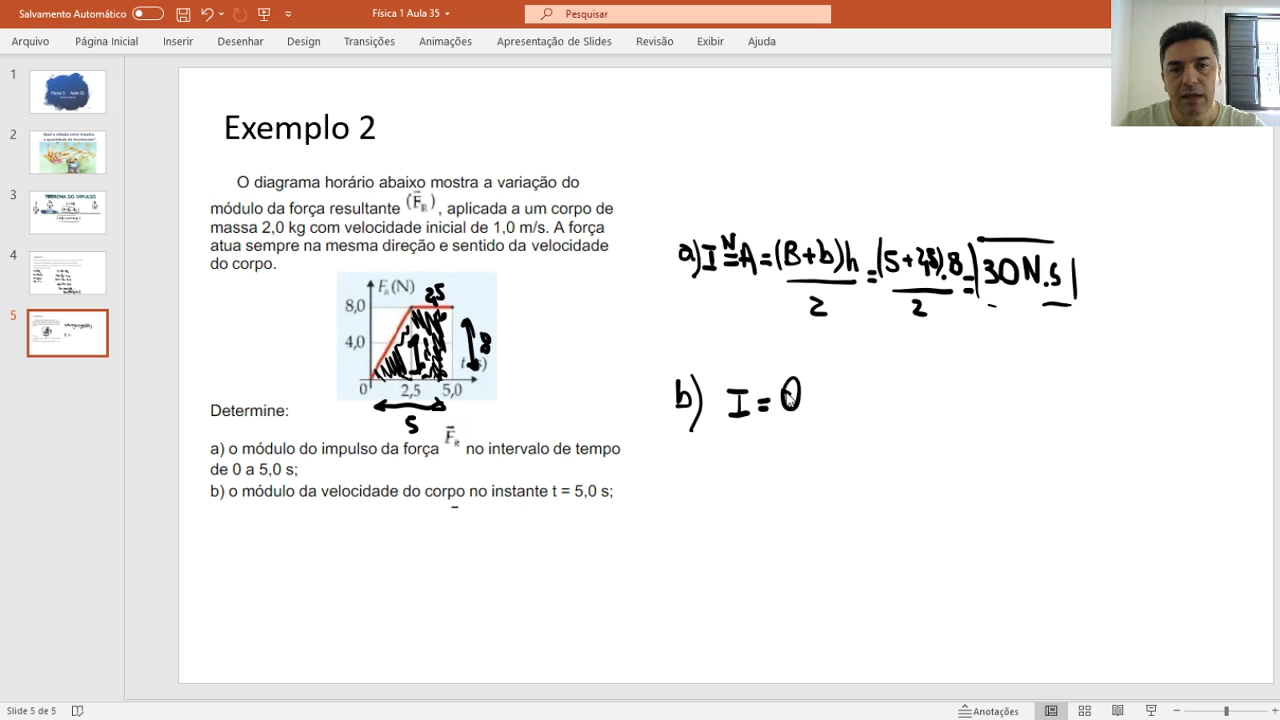 Salvamento Automático
Física 1 Aula 35
Pesquisar
Arquivo Página Inicial Inserir Desenhar Design Transições Animações Apresentação de Slides Revisão Exibir Ajuda
1
2
3
4
5
Exemplo 2
O diagrama horário abaixo mostra a variação do
módulo da força resultante (F_R), aplicada a um corpo de
massa 2,0 kg com velocidade inicial de 1,0 m/s. A força
atua sempre na mesma direção e sentido da velocidade
do corpo.
F_R(N)
2,5
8,0
4,0
I
8
0 2,5 5,0
5
Determine:
a) o módulo do impulso da força F_R no intervalo de tempo
de 0 a 5,0 s;
b) o módulo da velocidade do corpo no instante t = 5,0 s;
a) I =N A = (B+b)h/2 = (5+2,5).8/2 = 30 N.s
b) I =
Slide 5 de 5
Anotações